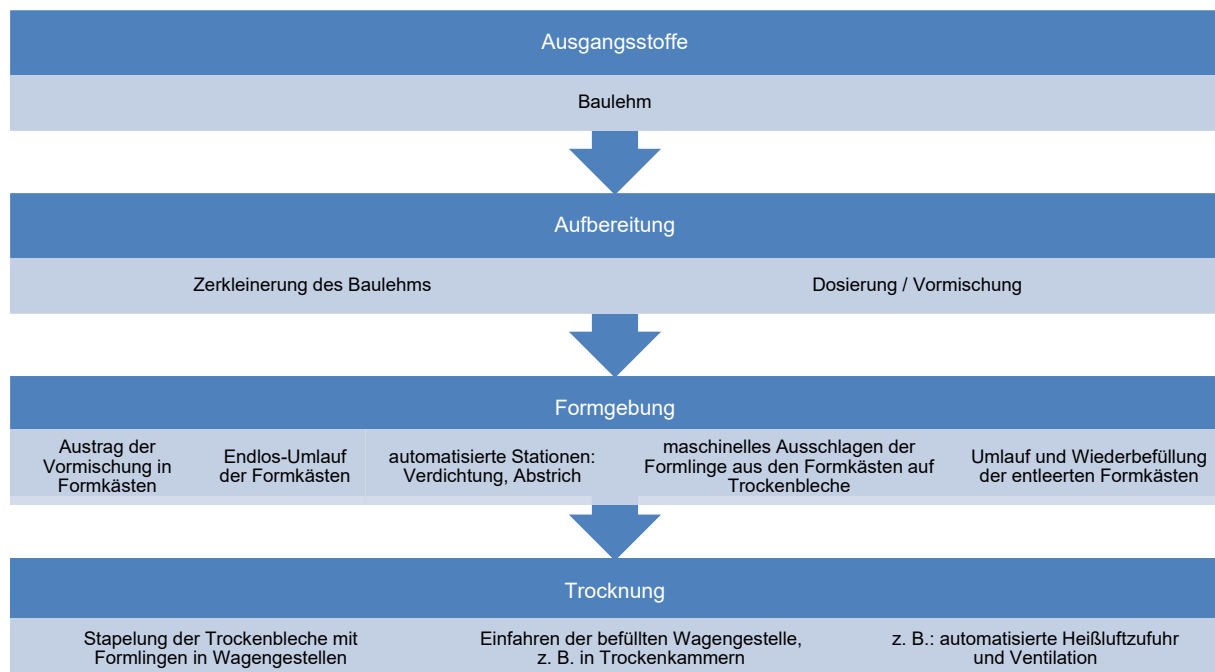 Ausgangsstoffe
Baulehm
Aufbereitung
Zerkleinerung des Baulehms
Dosierung / Vormischung
Formgebung
Austrag der
Vormischung in
Formkästen
Endlos-Umlauf
der Formkästen
automatisierte Stationen:
Verdichtung, Abstrich
maschinelles Ausschlagen der
Formlinge aus den Formkästen auf
Trockenbleche
Umlauf und Wiederbefüllung
der entleerten Formkästen
Trocknung
Stapelung der Trockenbleche mit
Formlingen in Wagengestellen
Einfahren der befüllten Wagengestelle,
z. B. in Trockenkammern
z. B.: automatisierte Heißluftzufuhr
und Ventilation